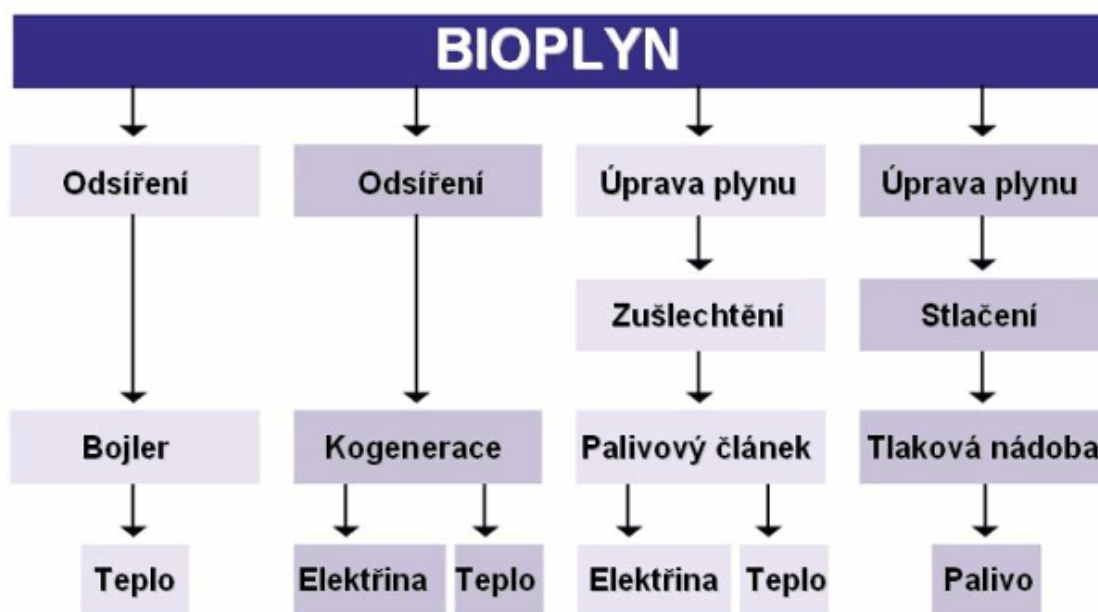 BIOPLYN
Odsíření
Odsíření
Úprava plynu
Úprava plynu
Zušlechtění
Stlačení
Bojler
Kogenerace
Palivový článek
Tlaková nádoba
Teplo
Elektřina
Teplo
Elektřina
Teplo
Palivo